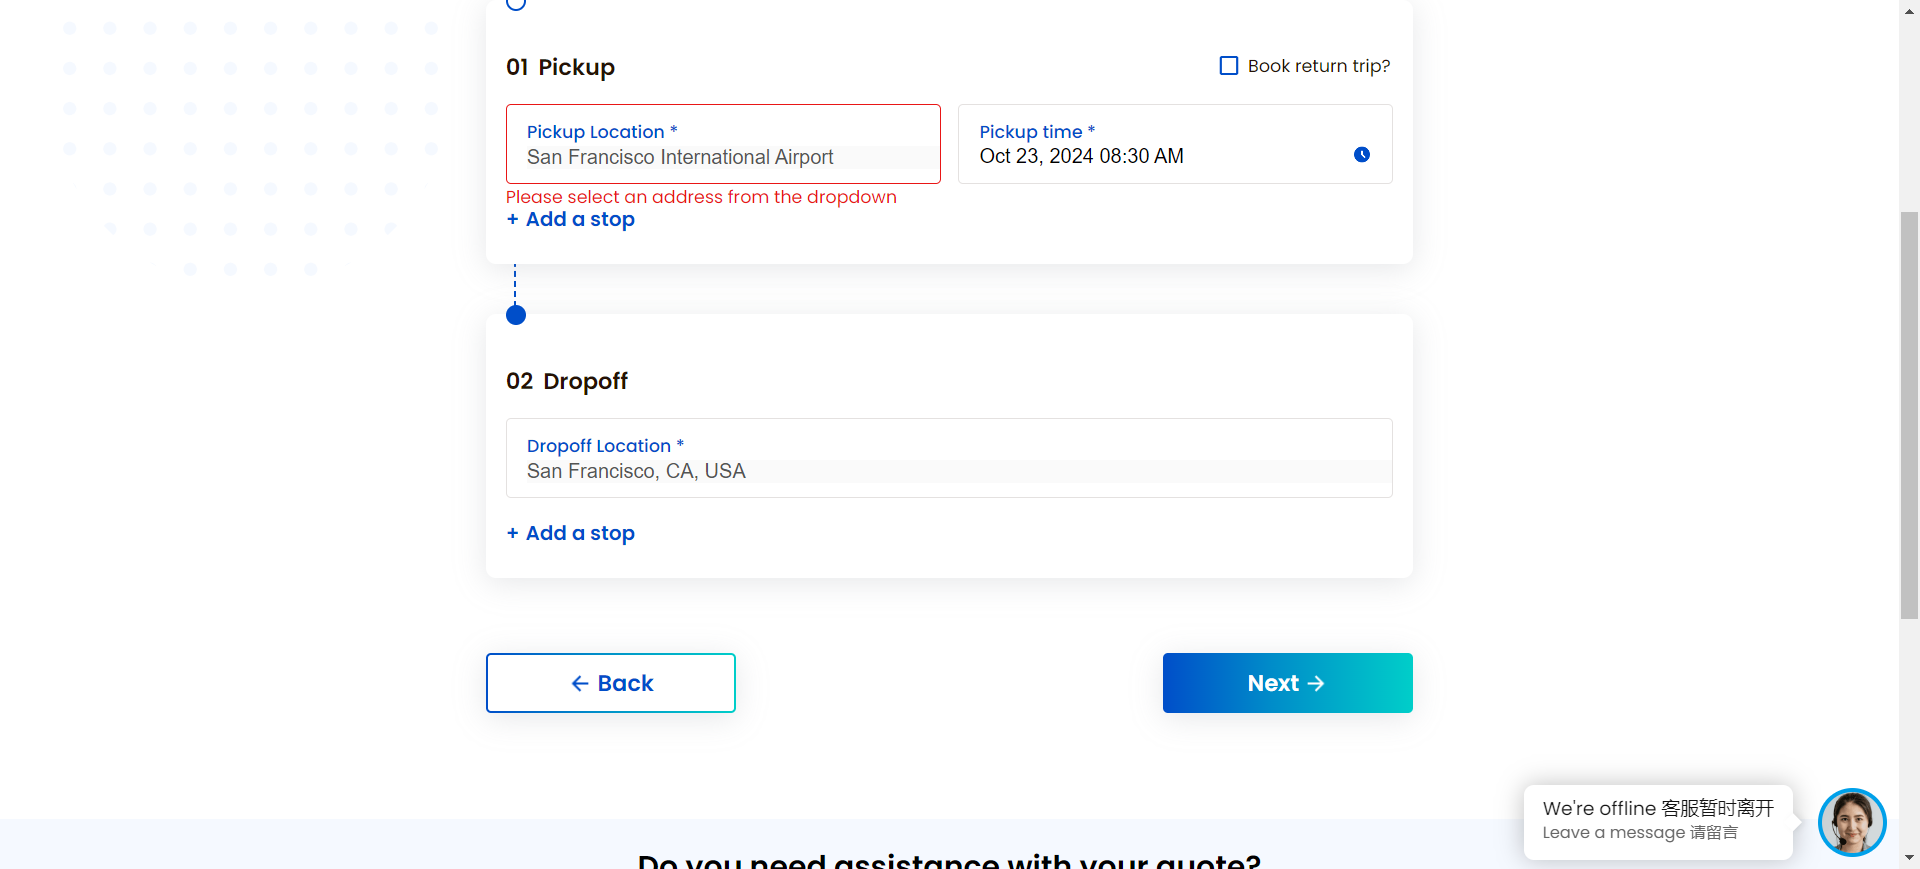 01 Pickup
Book return trip?
Pickup Location *
San Francisco International Airport
Pickup time *
Oct 23, 2024 08:30 AM
Please select an address from the dropdown
+ Add a stop
02 Dropoff
Dropoff Location *
San Francisco, CA, USA
+ Add a stop
← Back
Next →
We're offline 客服暂时离开
Leave a message 请留言
Do you need assistance with your quote?